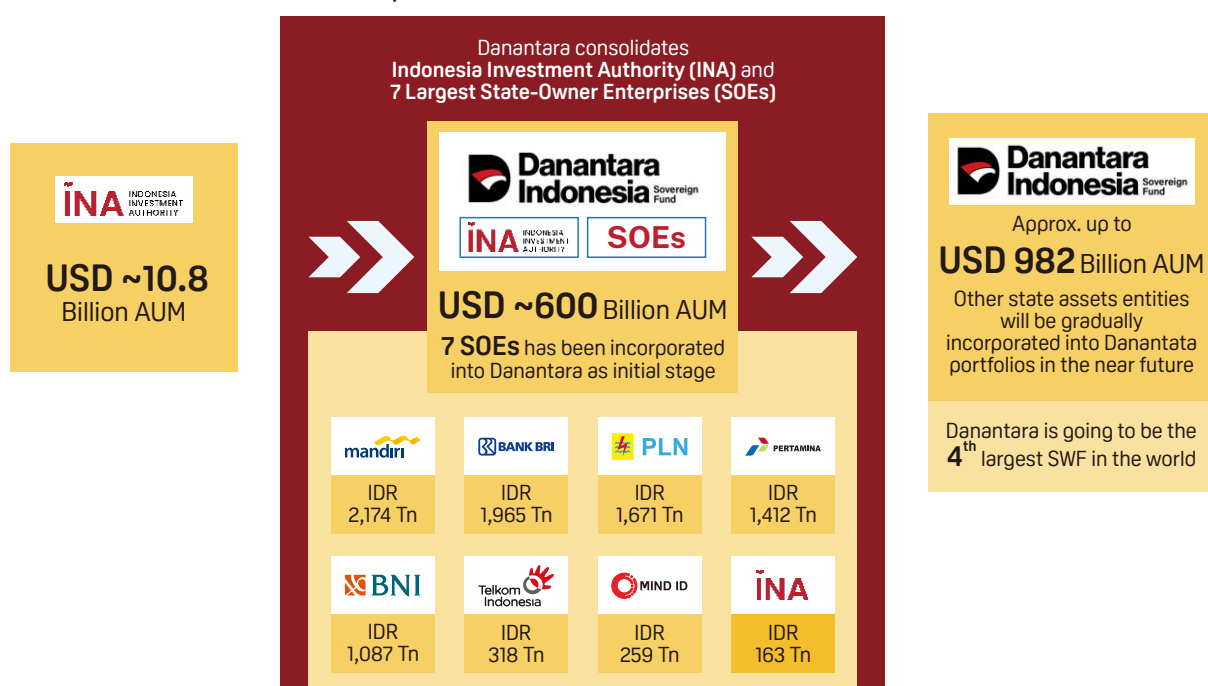 Danantara consolidates
Indonesia Investment Authority (INA) and
7 Largest State-Owner Enterprises (SOEs)
INA INDONESIA
INVESTMENT
AUTHORITY
USD ~10.8
Billion AUM
Danantara
Indonesia Sovereign
Fund
INA INDONESIA
INVESTMENT
AUTHORITY
SOEs
USD ~600 Billion AUM
7 SOEs has been incorporated
into Danantara as initial stage
mandiri
BANK BRI
PLN
PERTAMINA
IDR
2,174 Tn
IDR
1,965 Tn
IDR
1,671 Tn
IDR
1,412 Tn
BNI
Telkom
Indonesia
MIND ID
INA
IDR
1,087 Tn
IDR
318 Tn
IDR
259 Tn
IDR
163 Tn
Danantara
Indonesia Sovereign
Fund
Approx. up to
USD 982 Billion AUM
Other state assets entities
will be gradually
incorporated into Danantata
portfolios in the near future
Danantara is going to be the
4th largest SWF in the world